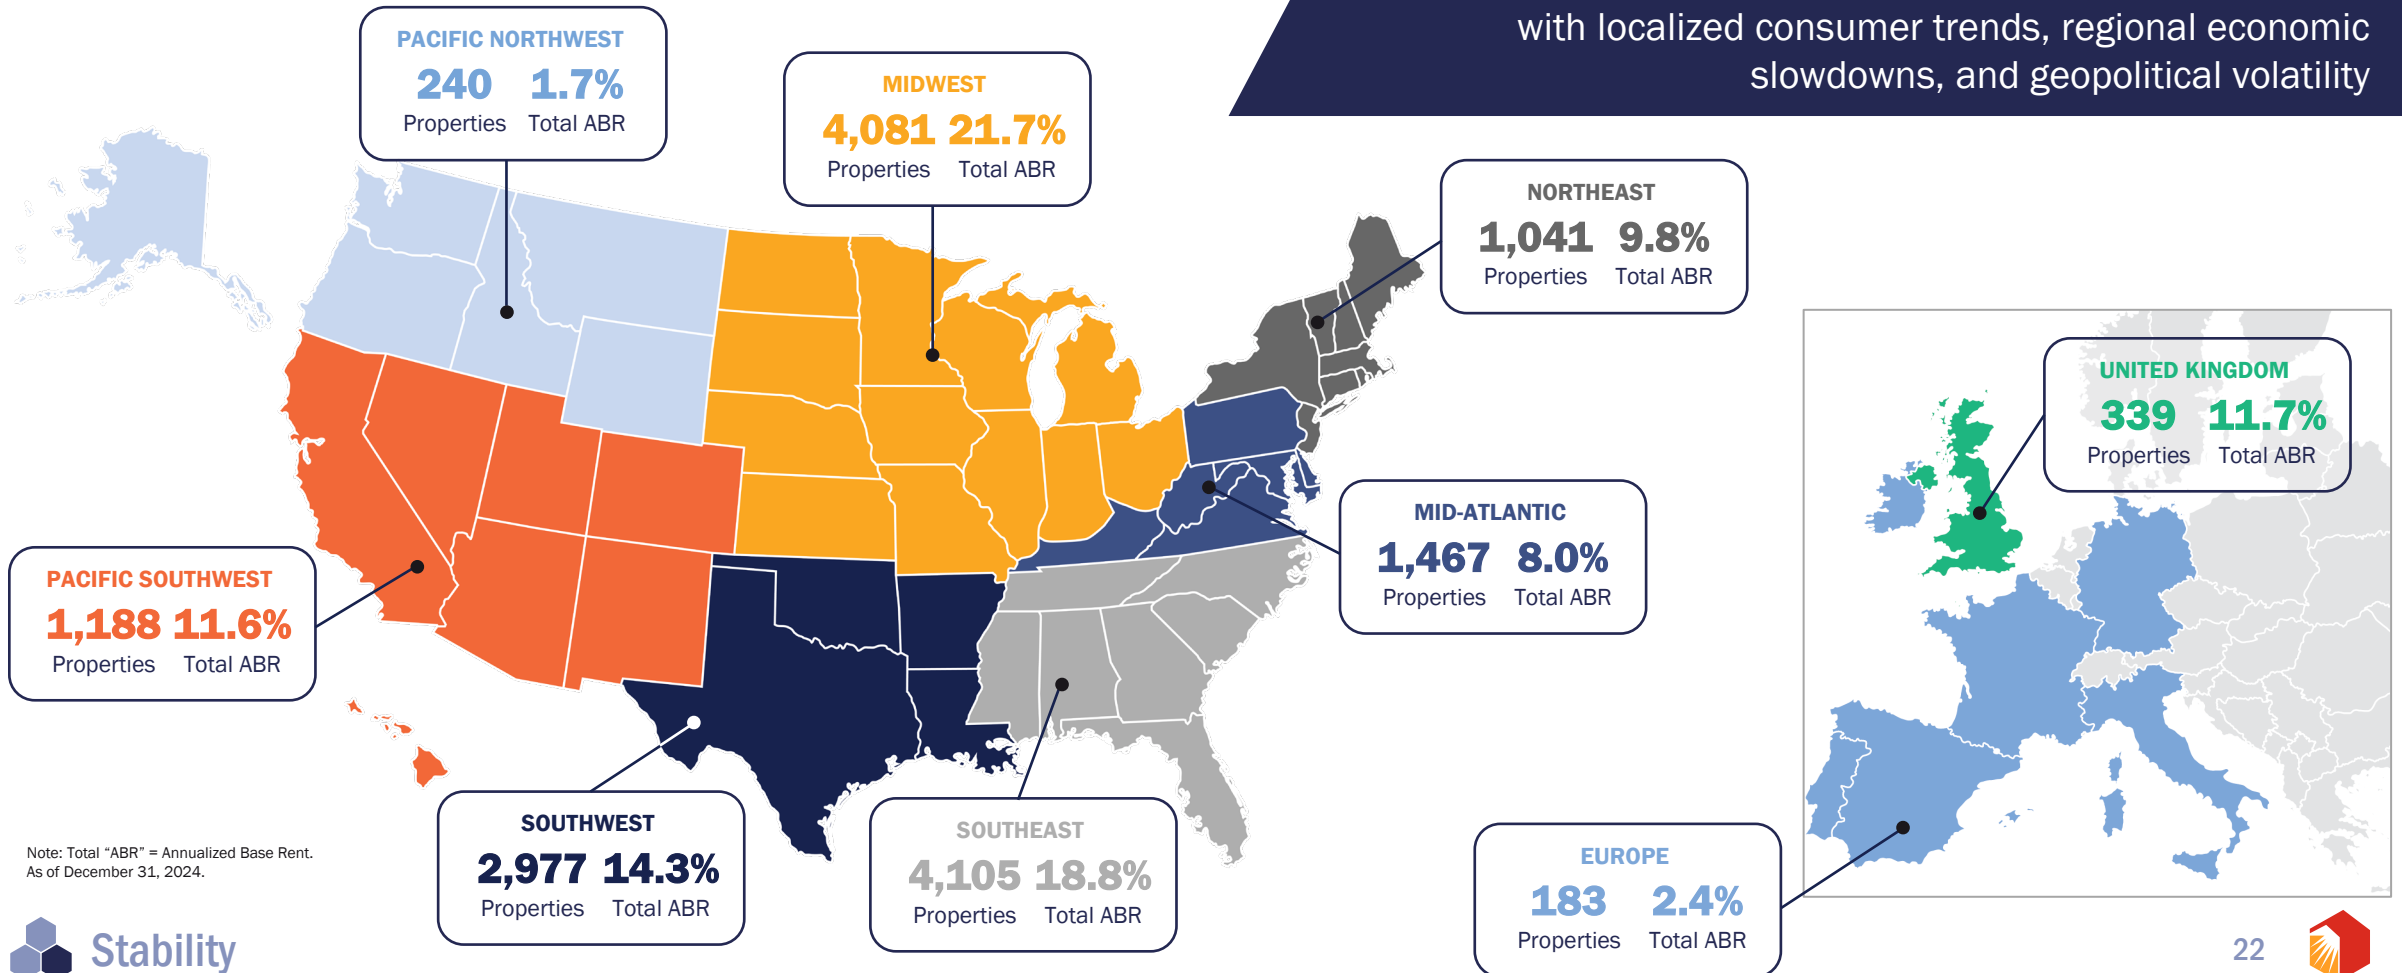 with localized consumer trends, regional economic
slowdowns, and geopolitical volatility
PACIFIC NORTHWEST
240 1.7%
Properties Total ABR
MIDWEST
4,081 21.7%
Properties Total ABR
NORTHEAST
1,041 9.8%
Properties Total ABR
UNITED KINGDOM
339 11.7%
Properties Total ABR
MID-ATLANTIC
1,467 8.0%
Properties Total ABR
PACIFIC SOUTHWEST
1,188 11.6%
Properties Total ABR
SOUTHWEST
2,977 14.3%
Properties Total ABR
SOUTHEAST
4,105 18.8%
Properties Total ABR
EUROPE
183 2.4%
Properties Total ABR
Note: Total “ABR” = Annualized Base Rent.
As of December 31, 2024.
Stability
22